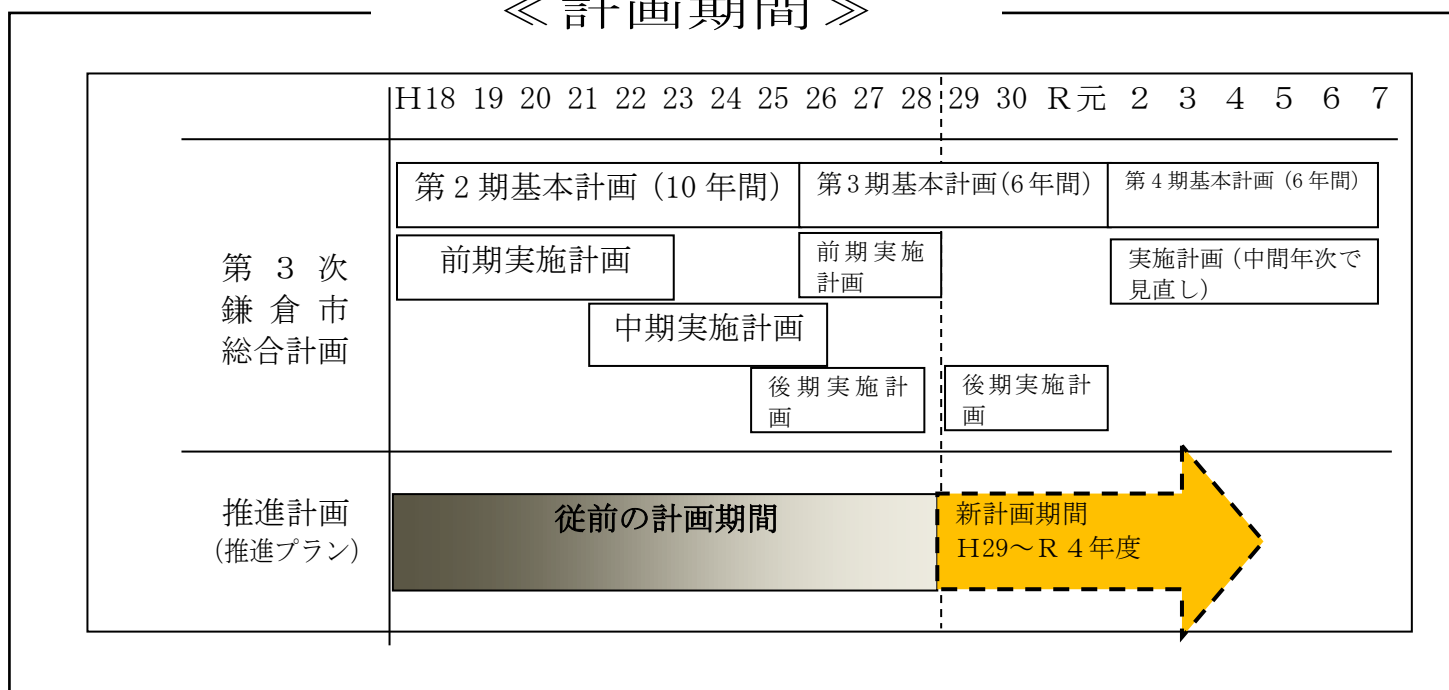 ≪計画期間≫
H18 19 20 21 22 23 24 25 26 27 28 29 30 R元 2 3 4 5 6 7
第3次
鎌倉市
総合計画
第2期基本計画(10年間)
第3期基本計画(6年間)
第4期基本計画(6年間)
前期実施計画
前期実施
計画
実施計画(中間年次で
見直し)
中期実施計画
後期実施計
画
後期実施計
画
推進計画
(推進プラン)
従前の計画期間
新計画期間
H29~R4年度